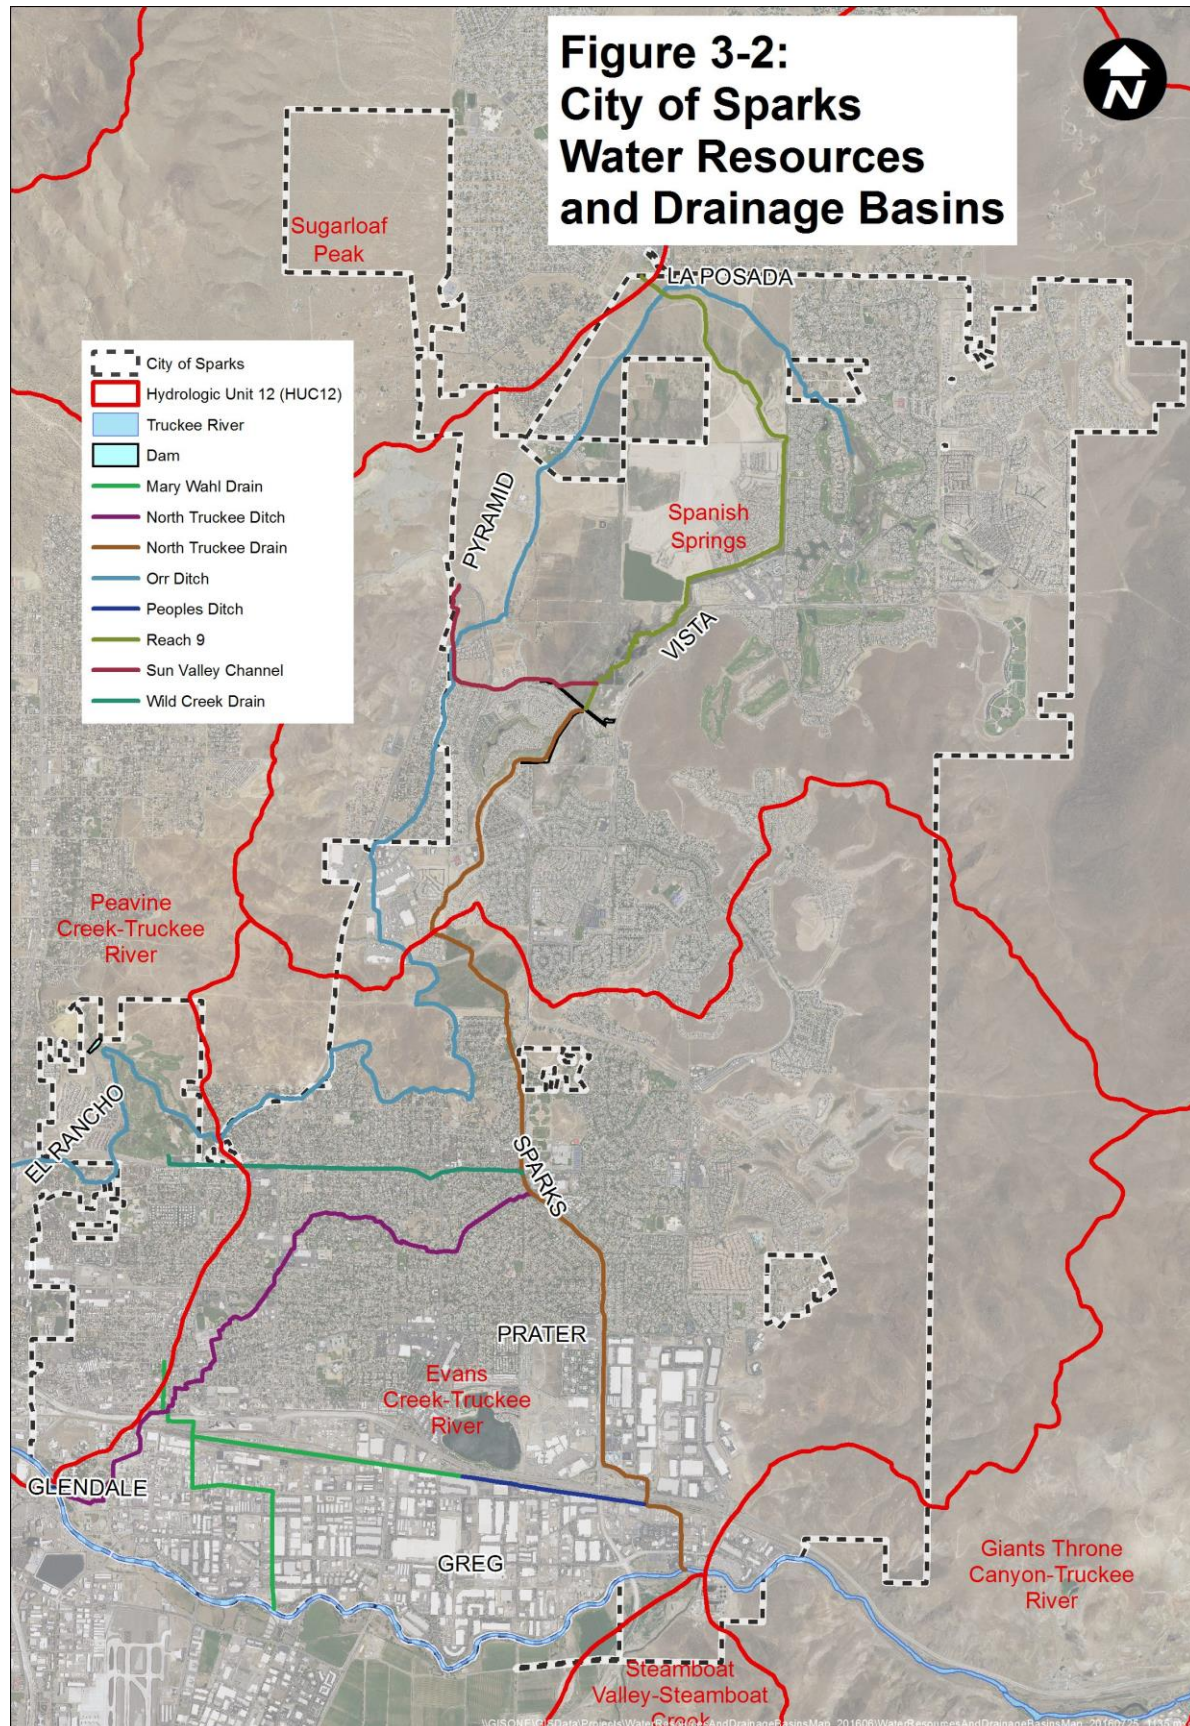 Figure 3-2:
City of Sparks
Water Resources
and Drainage Basins
N
Sugarloaf
Peak
LA POSADA
City of Sparks
Hydrologic Unit 12 (HUC12)
Truckee River
Dam
Mary Wahl Drain
North Truckee Ditch
North Truckee Drain
Orr Ditch
Peoples Ditch
Reach 9
Sun Valley Channel
Wild Creek Drain
PYRAMID
Spanish
Springs
VISTA
Peavine
Creek-Truckee
River
EL RANCHO
SPARKS
PRATER
Evans
Creek-Truckee
River
GLENDALE
GREG
Giants Throne
Canyon-Truckee
River
Steamboat
Valley-Steamboat
Creek